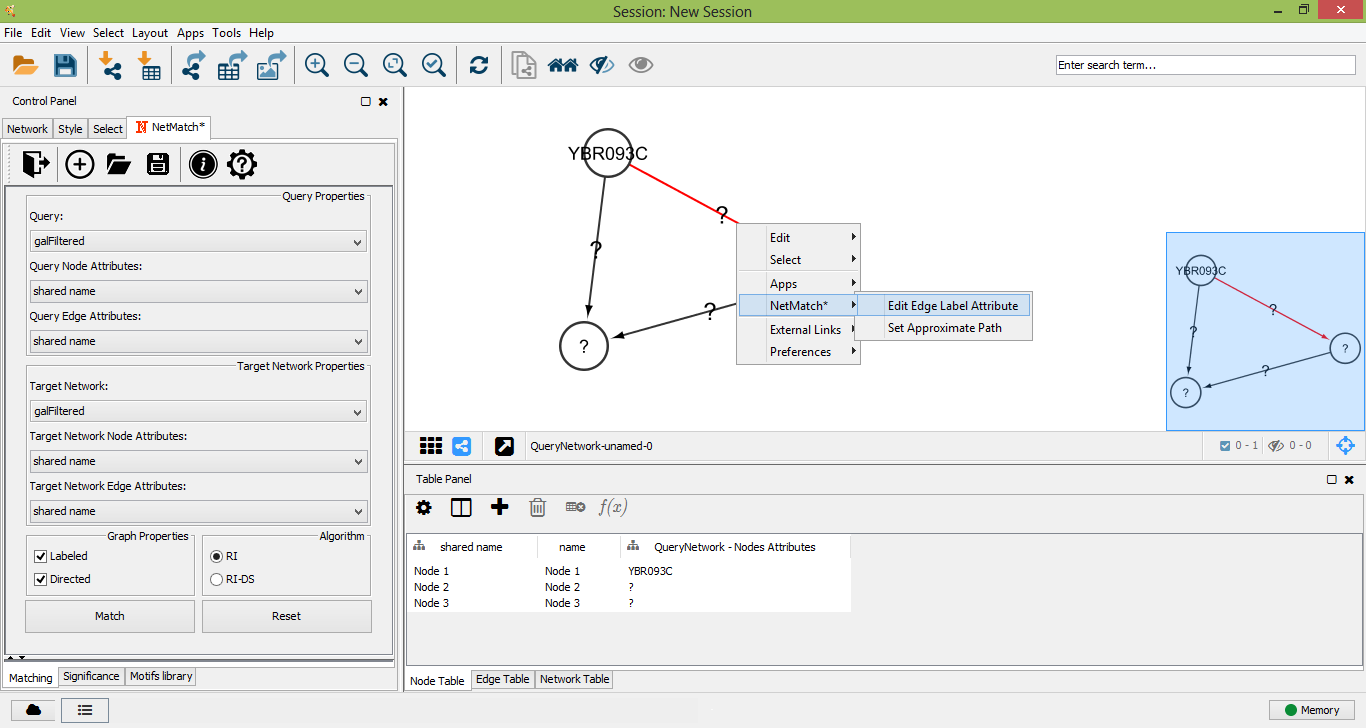 Session: New Session
File Edit View Select Layout Apps Tools Help
Enter search term...
Control Panel
Network Style Select NetMatch*
Query Properties
Query:
galFiltered
Query Node Attributes:
shared name
Query Edge Attributes:
shared name
Target Network Properties
Target Network:
galFiltered
Target Network Node Attributes:
shared name
Target Network Edge Attributes:
shared name
Graph Properties
Labeled
Directed
Algorithm
RI
RI-DS
Match Reset
Matching Significance Motifs library
YBR093C
?
?
?
?
Edit
Select
Apps
NetMatch*
External Links
Preferences
Edit Edge Label Attribute
Set Approximate Path
YBR093C
?
?
?
?
?
QueryNetwork-unamed-0
0 - 1 0 - 0
Table Panel
f(x)
shared name name QueryNetwork - Nodes Attributes
Node 1 Node 1 YBR093C
Node 2 Node 2 ?
Node 3 Node 3 ?
Node Table Edge Table Network Table
Memory